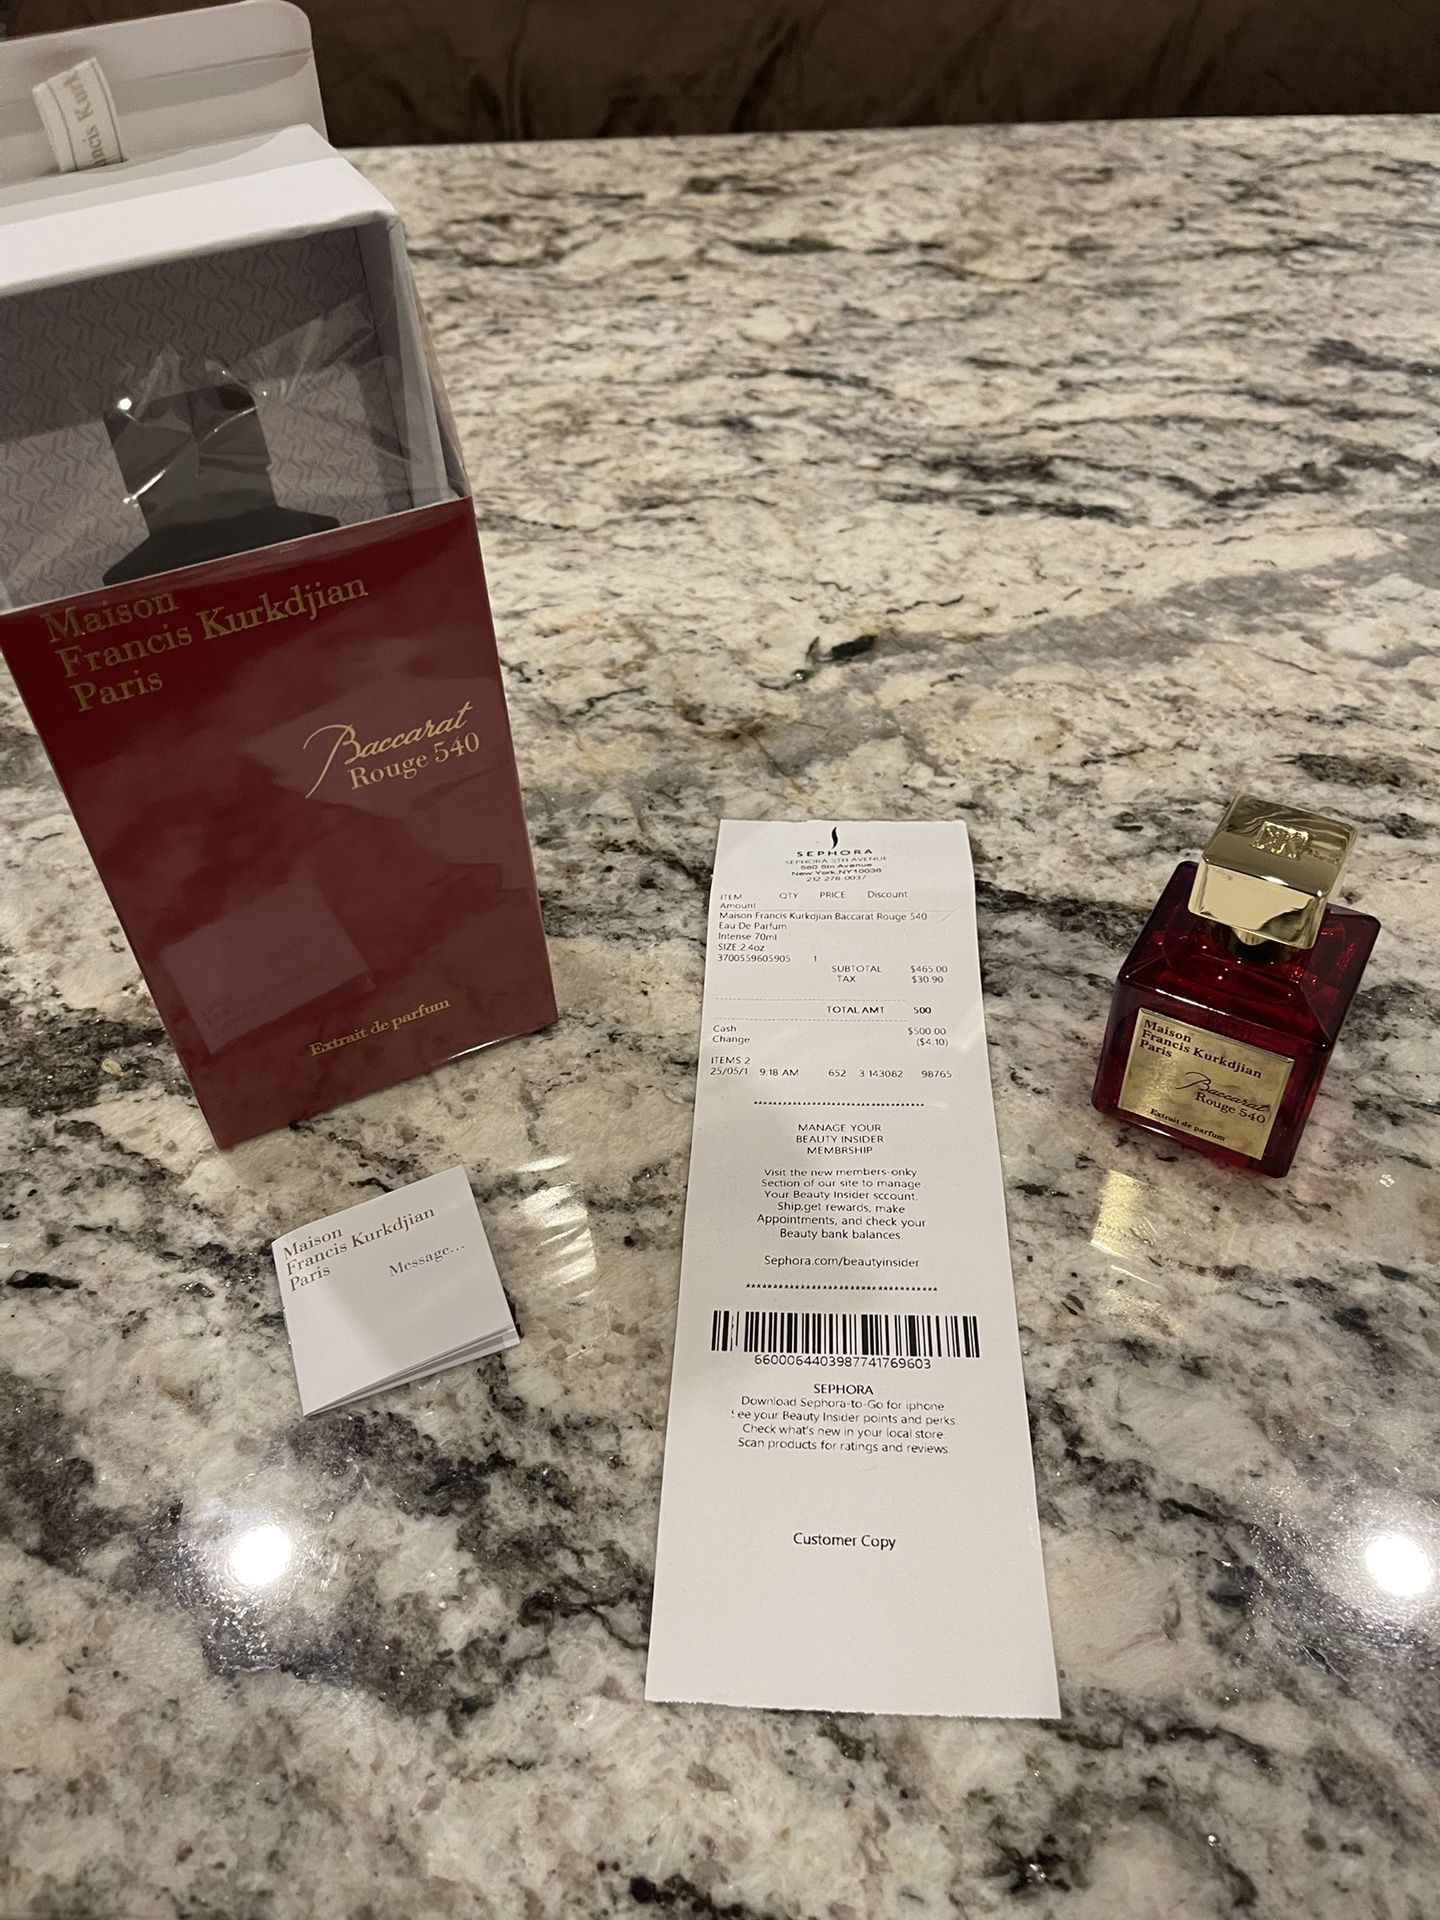 Maison
Francis Kurkdjian
Paris
Baccarat
Rouge 540
Extrait de parfum
Maison
Francis Kurkdjian
Paris
Message...
SEPHORA
SEPHORA 5TH AVENUE
580 5th Avenue
New York.NY10036
212-278-0037
ITEM QTY PRICE Discount
Amount
Maison Francis Kurkdjian Baccarat Rouge 540
Eau De Parfum
Intense 70ml
SIZE:2.4oz
3700559605905 1
SUBTOTAL $465.00
TAX $30.90
TOTAL AMT 500
Cash $500.00
Change ($4.10)
ITEMS 2
25/05/1 9:18 AM 652 3 143082 98765
MANAGE YOUR
BEAUTY INSIDER
MEMBRSHIP
Visit the new members-onky
Section of our site to manage
Your Beauty Insider sccount.
Ship,get rewards, make
Appointments, and check your
Beauty bank balances.
Sephora.com/beautyinsider
6600064403987741769603
SEPHORA
Download Sephora-to-Go for iphone.
ee your Beauty Insider points and perks.
Check what's new in your local store.
Scan products for ratings and reviews.
Customer Copy
Maison
Francis Kurkdjian
Paris
Baccarat
Rouge 540
Extrait de parfum